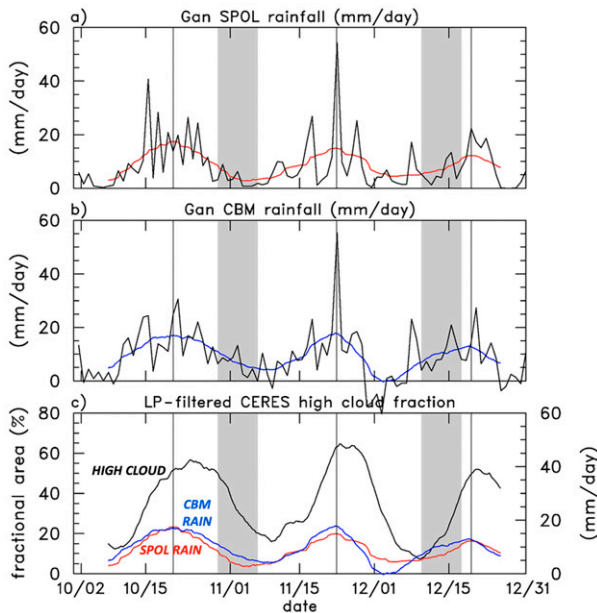 a) Gan SPOL rainfall (mm/day)
60
40
20
0
(mm/day)
b) Gan CBM rainfall (mm/day)
60
40
20
0
(mm/day)
c) LP-filtered CERES high cloud fraction
80
60
40
20
0
fractional area (%)
60
40
20
0
(mm/day)
HIGH CLOUD
CBM
RAIN
SPOL RAIN
10/02 10/15 11/01 11/15 12/01 12/15 12/31
date